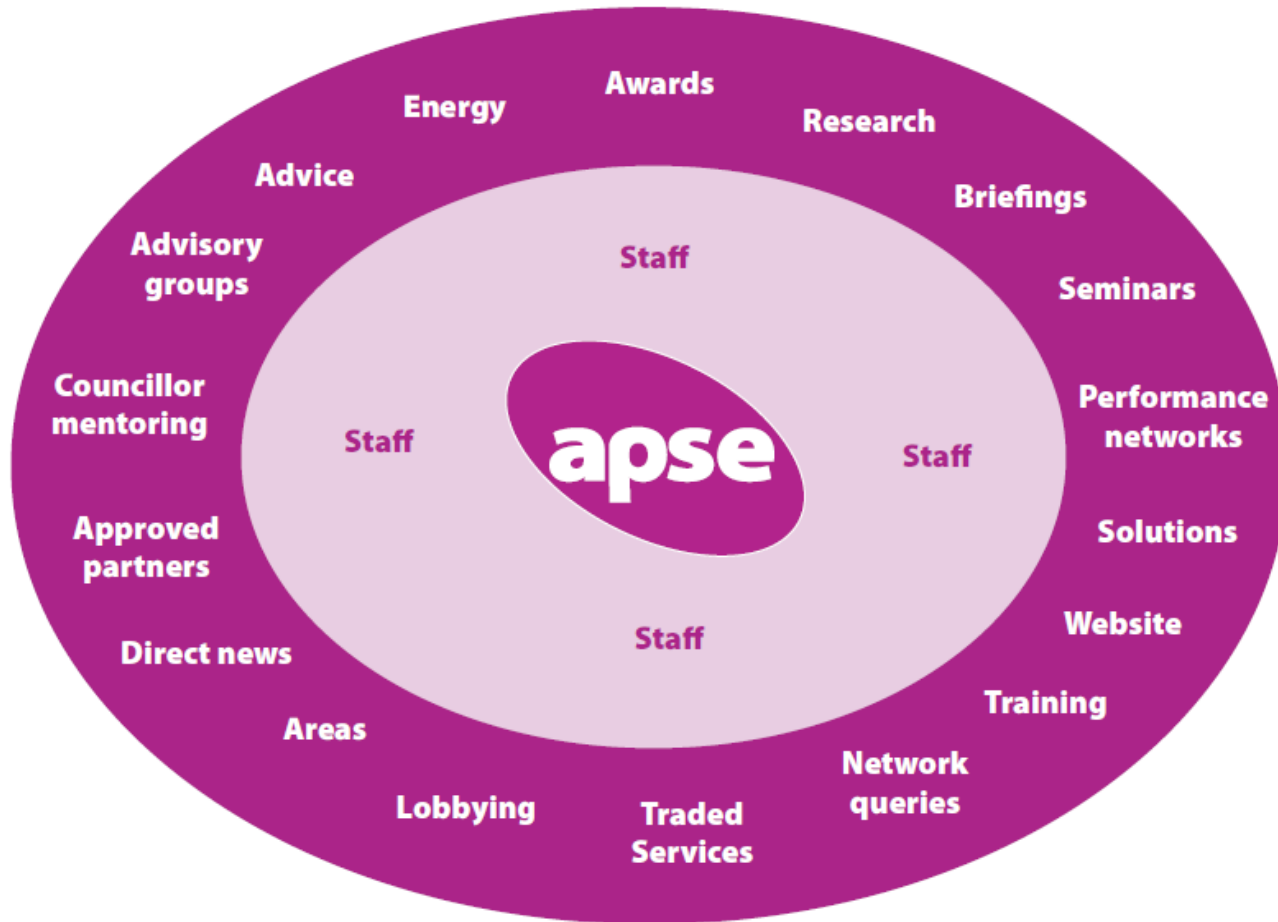 Awards
Research
Briefings
Seminars
Performance
networks
Solutions
Website
Training
Network
queries
Traded
Services
Lobbying
Areas
Direct news
Approved
partners
Councillor
mentoring
Advisory
groups
Advice
Energy
Staff
Staff
Staff
Staff
apse